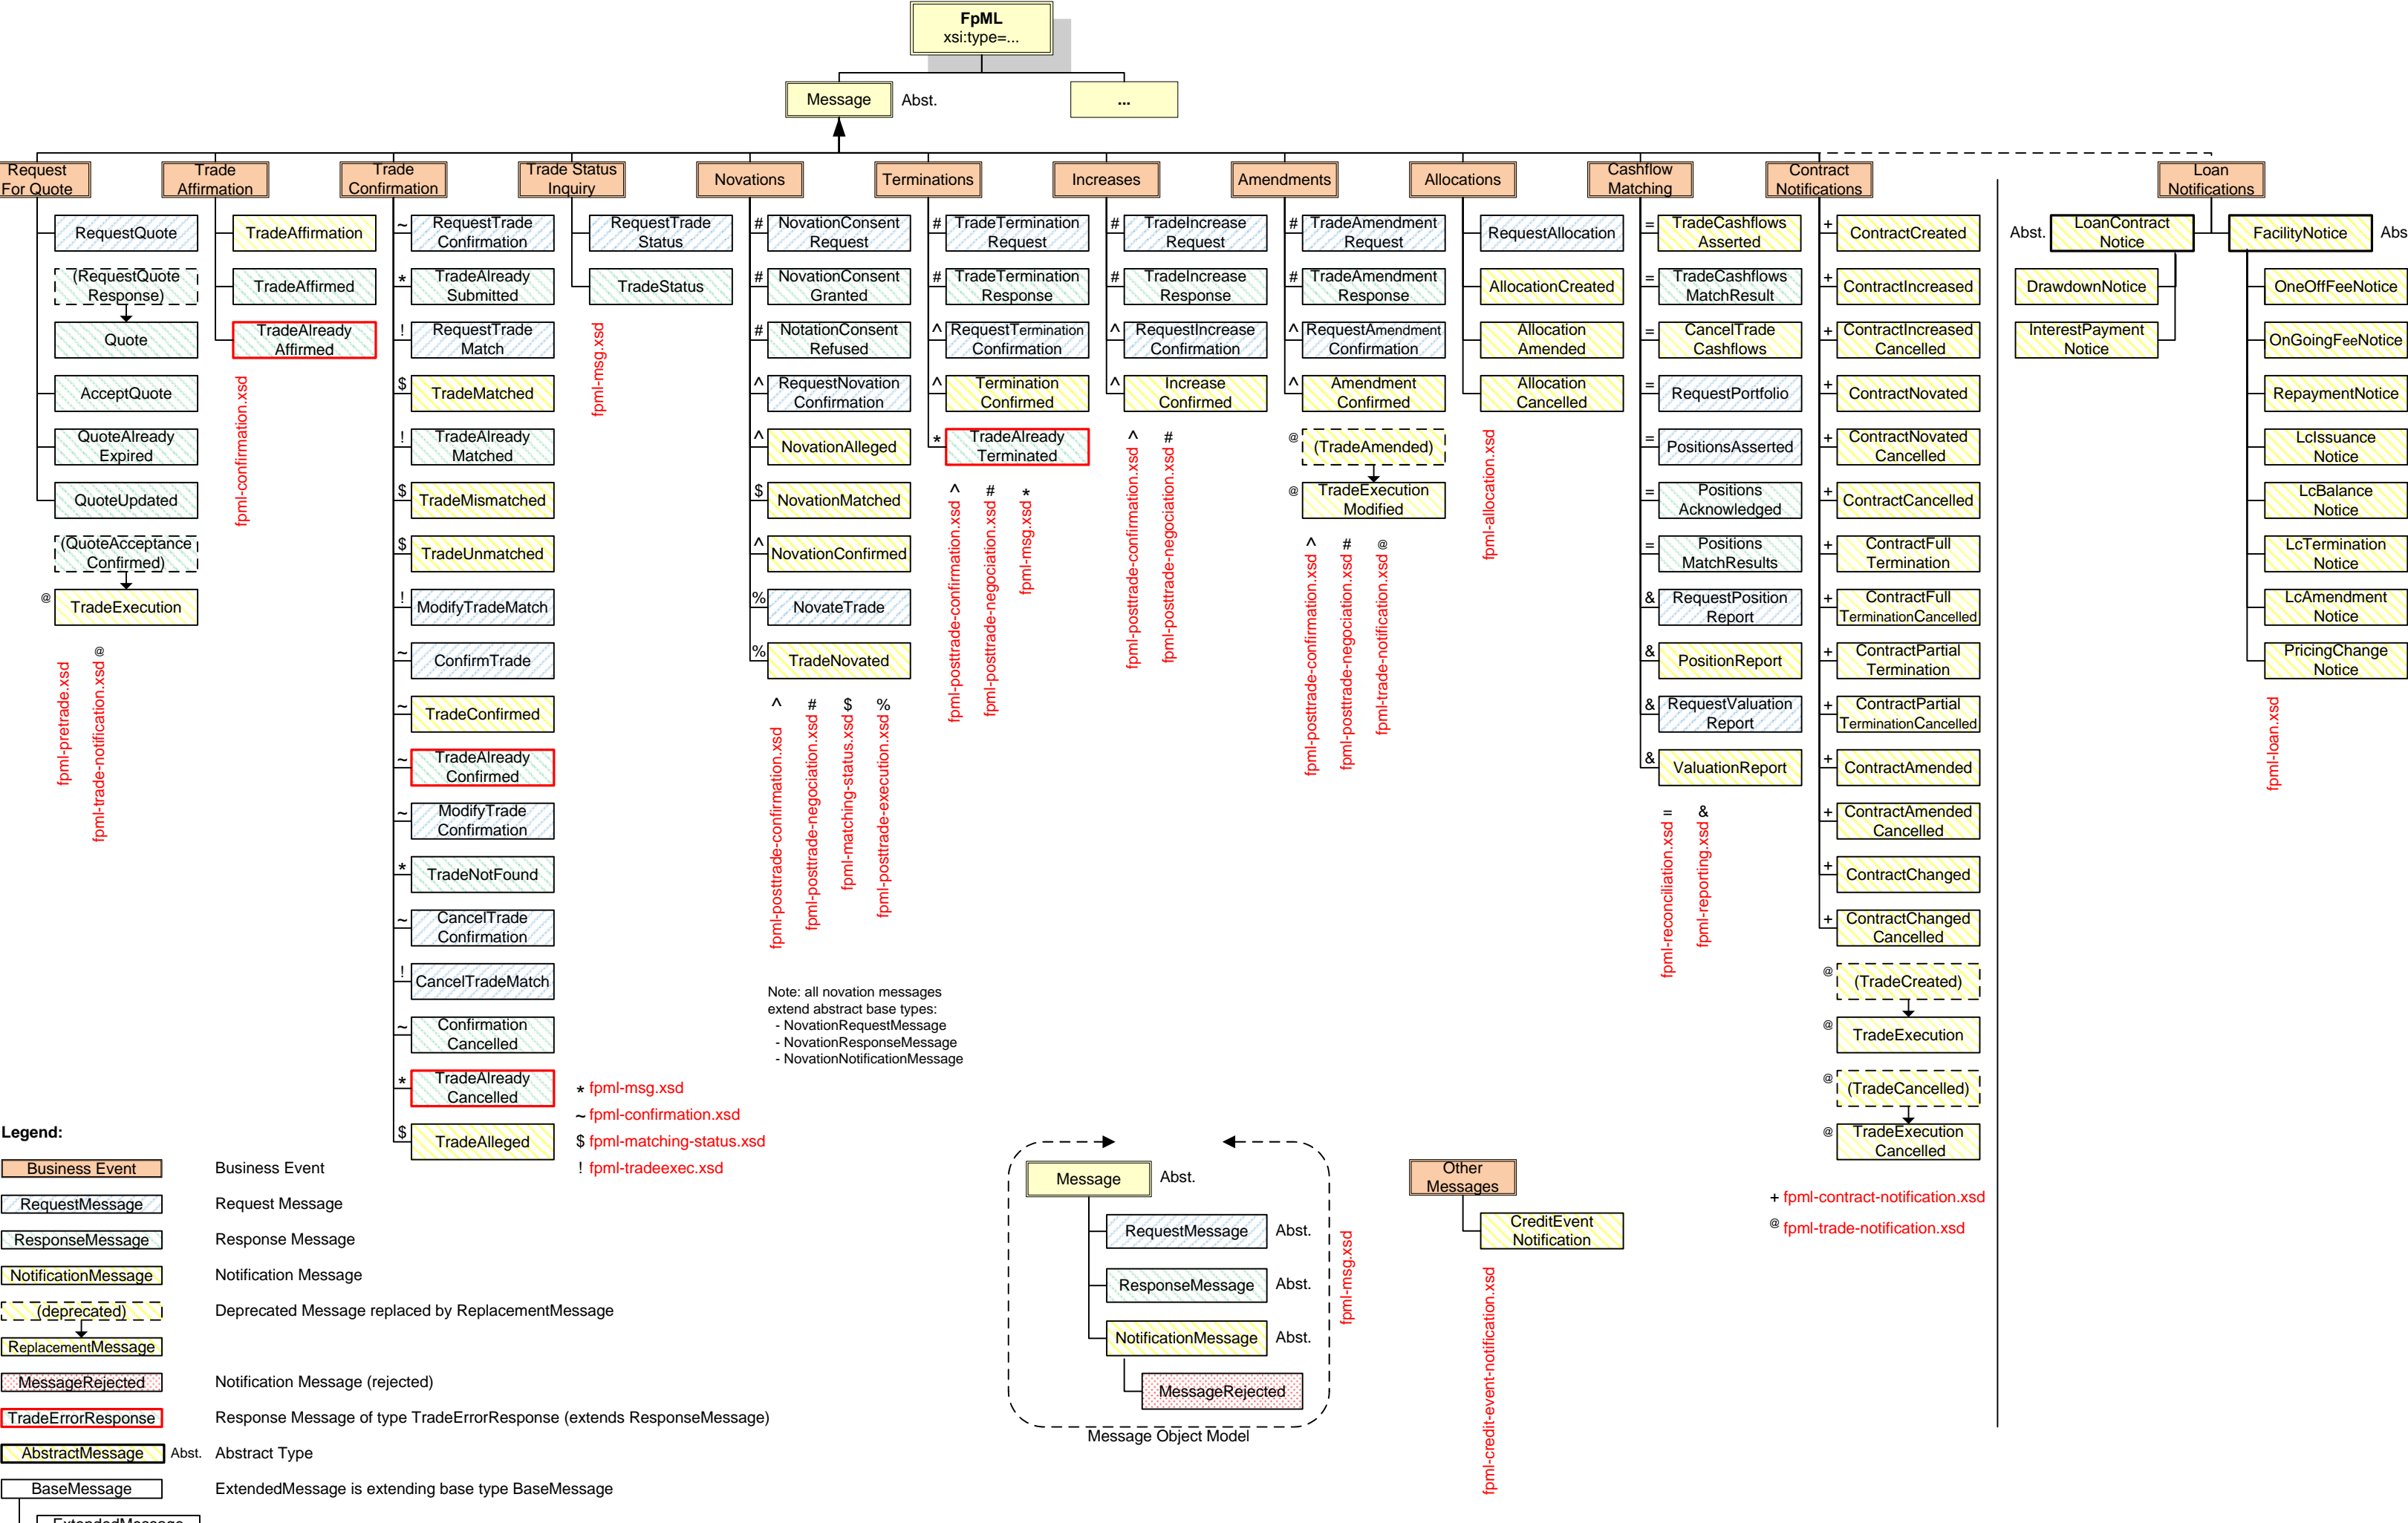 FpML
xsi:type=...
Message
Abst.
...
Request
For Quote
RequestQuote
(RequestQuote
Response)
Quote
AcceptQuote
QuoteAlready
Expired
QuoteUpdated
(QuoteAcceptance
Confirmed)
@
TradeExecution
fpml-pretrade.xsd
fpml-trade-notification.xsd @
Trade
Affirmation
TradeAffirmation
TradeAffirmed
TradeAlready
Affirmed
fpml-confirmation.xsd
Trade
Confirmation
~ RequestTrade
Confirmation
* TradeAlready
Submitted
! RequestTrade
Match
$ TradeMatched
! TradeAlready
Matched
$ TradeMismatched
$ TradeUnmatched
! ModifyTradeMatch
~ ConfirmTrade
~ TradeConfirmed
~ TradeAlready
Confirmed
~ ModifyTrade
Confirmation
* TradeNotFound
~ CancelTrade
Confirmation
! CancelTradeMatch
~ Confirmation
Cancelled
* TradeAlready
Cancelled
$ TradeAlleged
* fpml-msg.xsd
~ fpml-confirmation.xsd
$ fpml-matching-status.xsd
! fpml-tradeexec.xsd
Trade Status
Inquiry
RequestTrade
Status
TradeStatus
fpml-msg.xsd
Novations
# NovationConsent
Request
# NovationConsent
Granted
# NotationConsent
Refused
^ RequestNovation
Confirmation
^ NovationAlleged
$ NovationMatched
^ NovationConfirmed
% NovateTrade
% TradeNovated
fpml-posttrade-confirmation.xsd ^
fpml-posttrade-negociation.xsd #
fpml-matching-status.xsd $
fpml-posttrade-execution.xsd %
Note: all novation messages
extend abstract base types:
- NovationRequestMessage
- NovationResponseMessage
- NovationNotificationMessage
Terminations
# TradeTermination
Request
# TradeTermination
Response
^ RequestTermination
Confirmation
^ Termination
Confirmed
* TradeAlready
Terminated
fpml-posttrade-confirmation.xsd ^
fpml-posttrade-negociation.xsd #
fpml-msg.xsd *
Increases
# TradeIncrease
Request
# TradeIncrease
Response
^ RequestIncrease
Confirmation
^ Increase
Confirmed
fpml-posttrade-confirmation.xsd ^
fpml-posttrade-negociation.xsd #
Amendments
# TradeAmendment
Request
# TradeAmendment
Response
^ RequestAmendment
Confirmation
^ Amendment
Confirmed
@ (TradeAmended)
@ TradeExecution
Modified
fpml-posttrade-confirmation.xsd ^
fpml-posttrade-negociation.xsd #
fpml-trade-notification.xsd @
Allocations
RequestAllocation
AllocationCreated
Allocation
Amended
Allocation
Cancelled
fpml-allocation.xsd
Cashflow
Matching
= TradeCashflows
Asserted
= TradeCashflows
MatchResult
= CancelTrade
Cashflows
= RequestPortfolio
= PositionsAsserted
= Positions
Acknowledged
= Positions
MatchResults
& RequestPosition
Report
& PositionReport
& RequestValuation
Report
& ValuationReport
fpml-reconciliation.xsd =
fpml-reporting.xsd &
Contract
Notifications
+ ContractCreated
+ ContractIncreased
+ ContractIncreased
Cancelled
+ ContractNovated
+ ContractNovated
Cancelled
+ ContractCancelled
+ ContractFull
Termination
+ ContractFull
TerminationCancelled
+ ContractPartial
Termination
+ ContractPartial
TerminationCancelled
+ ContractAmended
+ ContractAmended
Cancelled
+ ContractChanged
+ ContractChanged
Cancelled
@ (TradeCreated)
@ TradeExecution
@ (TradeCancelled)
@ TradeExecution
Cancelled
+ fpml-contract-notification.xsd
@ fpml-trade-notification.xsd
Loan
Notifications
Abst.
LoanContract
Notice
DrawdownNotice
InterestPayment
Notice
FacilityNotice
Abs
OneOffFeeNotice
OnGoingFeeNotice
RepaymentNotice
LcIssuance
Notice
LcBalance
Notice
LcTermination
Notice
LcAmendment
Notice
PricingChange
Notice
fpml-loan.xsd
Legend:
Business Event
Business Event
RequestMessage
Request Message
ResponseMessage
Response Message
NotificationMessage
Notification Message
(deprecated)
Deprecated Message replaced by ReplacementMessage
ReplacementMessage
MessageRejected
Notification Message (rejected)
TradeErrorResponse
Response Message of type TradeErrorResponse (extends ResponseMessage)
AbstractMessage
Abst.
Abstract Type
BaseMessage
ExtendedMessage is extending base type BaseMessage
ExtendedMessage
Message
Abst.
RequestMessage
Abst.
ResponseMessage
Abst.
NotificationMessage
Abst.
MessageRejected
fpml-msg.xsd
Message Object Model
Other
Messages
CreditEvent
Notification
fpml-credit-event-notification.xsd